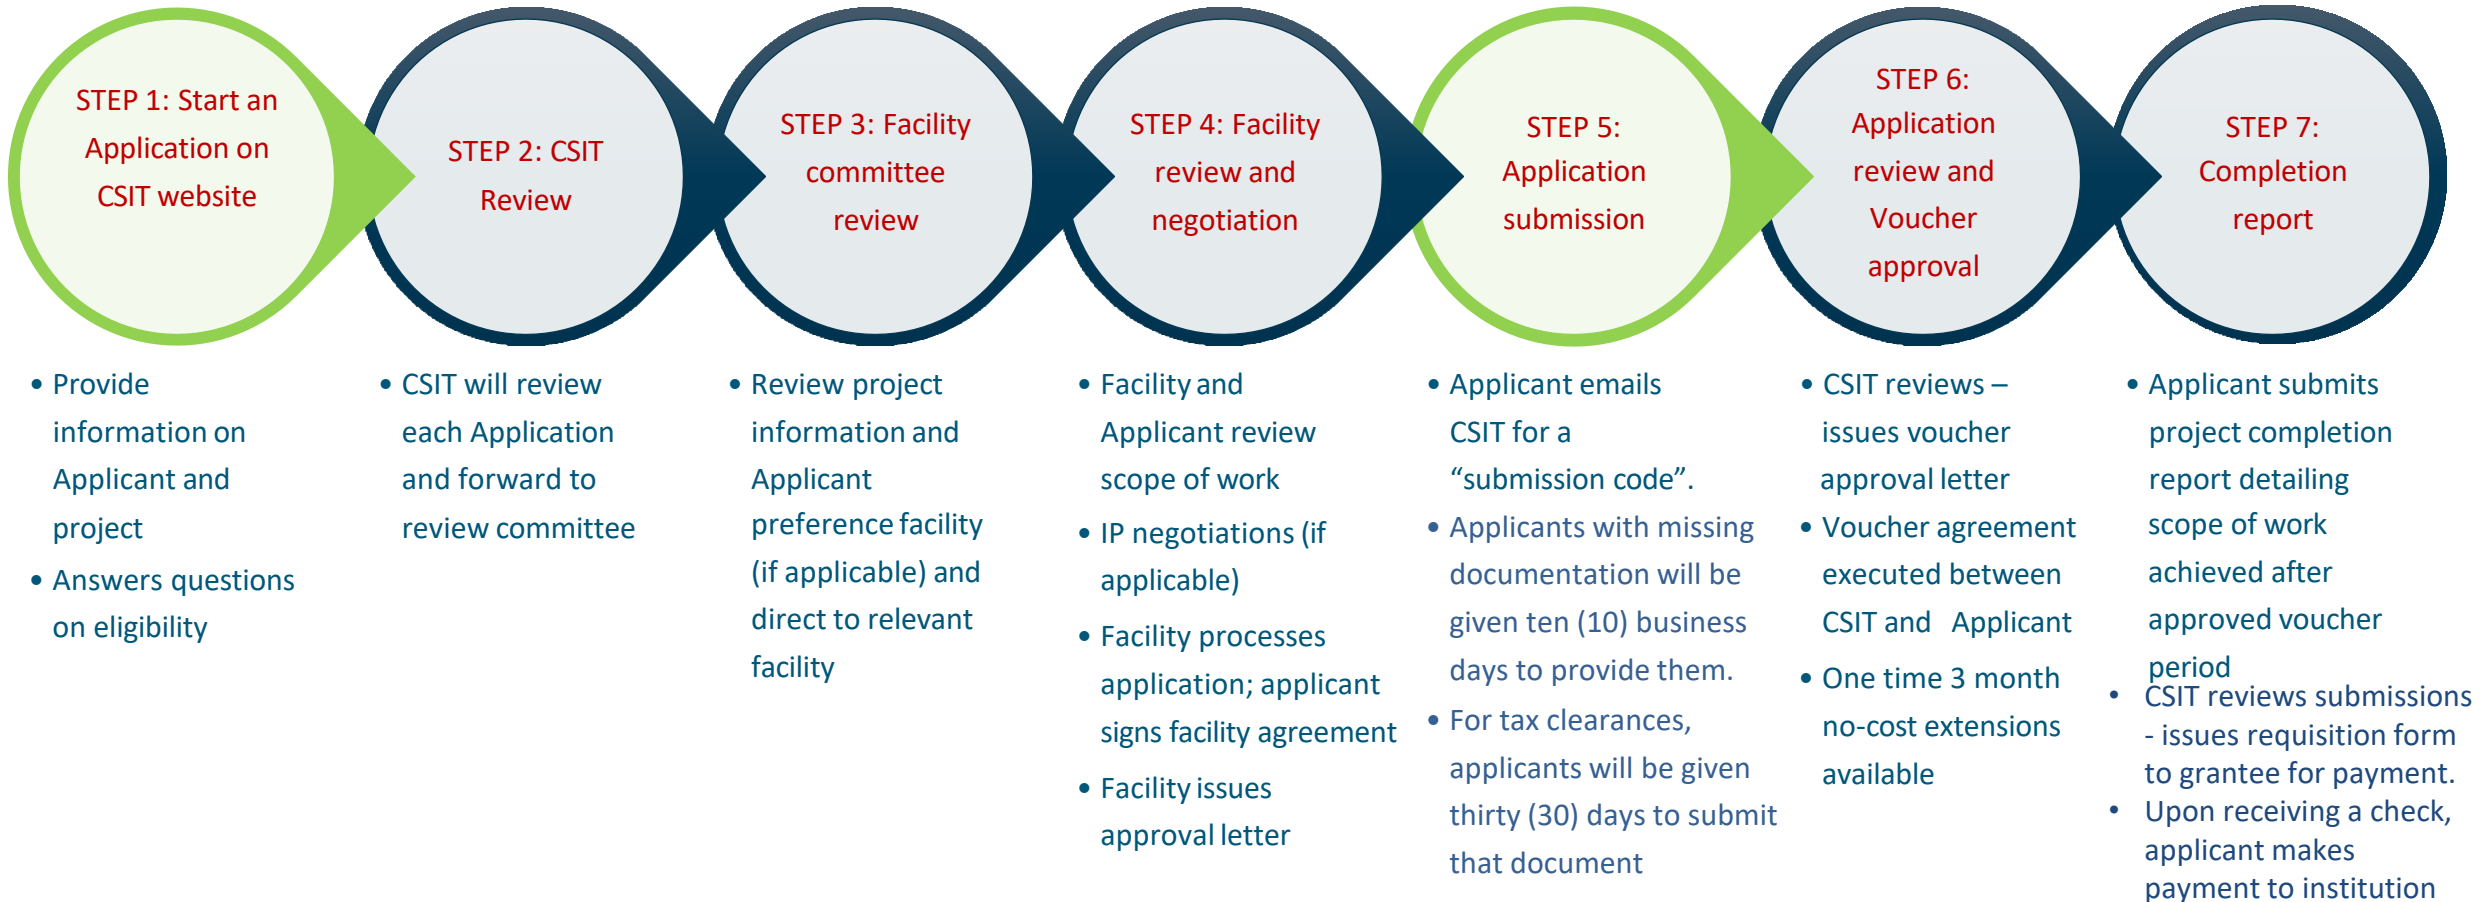 STEP 1: Start an
Application on
CSIT website
STEP 2: CSIT
Review
STEP 3: Facility
committee
review
STEP 4: Facility
review and
negotiation
STEP 5:
Application
submission
STEP 6:
Application
review and
Voucher
approval
STEP 7:
Completion
report
• Provide
information on
Applicant and
project
• Answers questions
on eligibility
• CSIT will review
each Application
and forward to
review committee
• Review project
information and
Applicant
preference facility
(if applicable) and
direct to relevant
facility
• Facility and
Applicant review
scope of work
• IP negotiations (if
applicable)
• Facility processes
application; applicant
signs facility agreement
• Facility issues
approval letter
• Applicant emails
CSIT for a
“submission code”.
• Applicants with missing
documentation will be
given ten (10) business
days to provide them.
• For tax clearances,
applicants will be given
thirty (30) days to submit
that document
• CSIT reviews –
issues voucher
approval letter
• Voucher agreement
executed between
CSIT and Applicant
• One time 3 month
no-cost extensions
available
• Applicant submits
project completion
report detailing
scope of work
achieved after
approved voucher
period
• CSIT reviews submissions
- issues requisition form
to grantee for payment.
• Upon receiving a check,
applicant makes
payment to institution